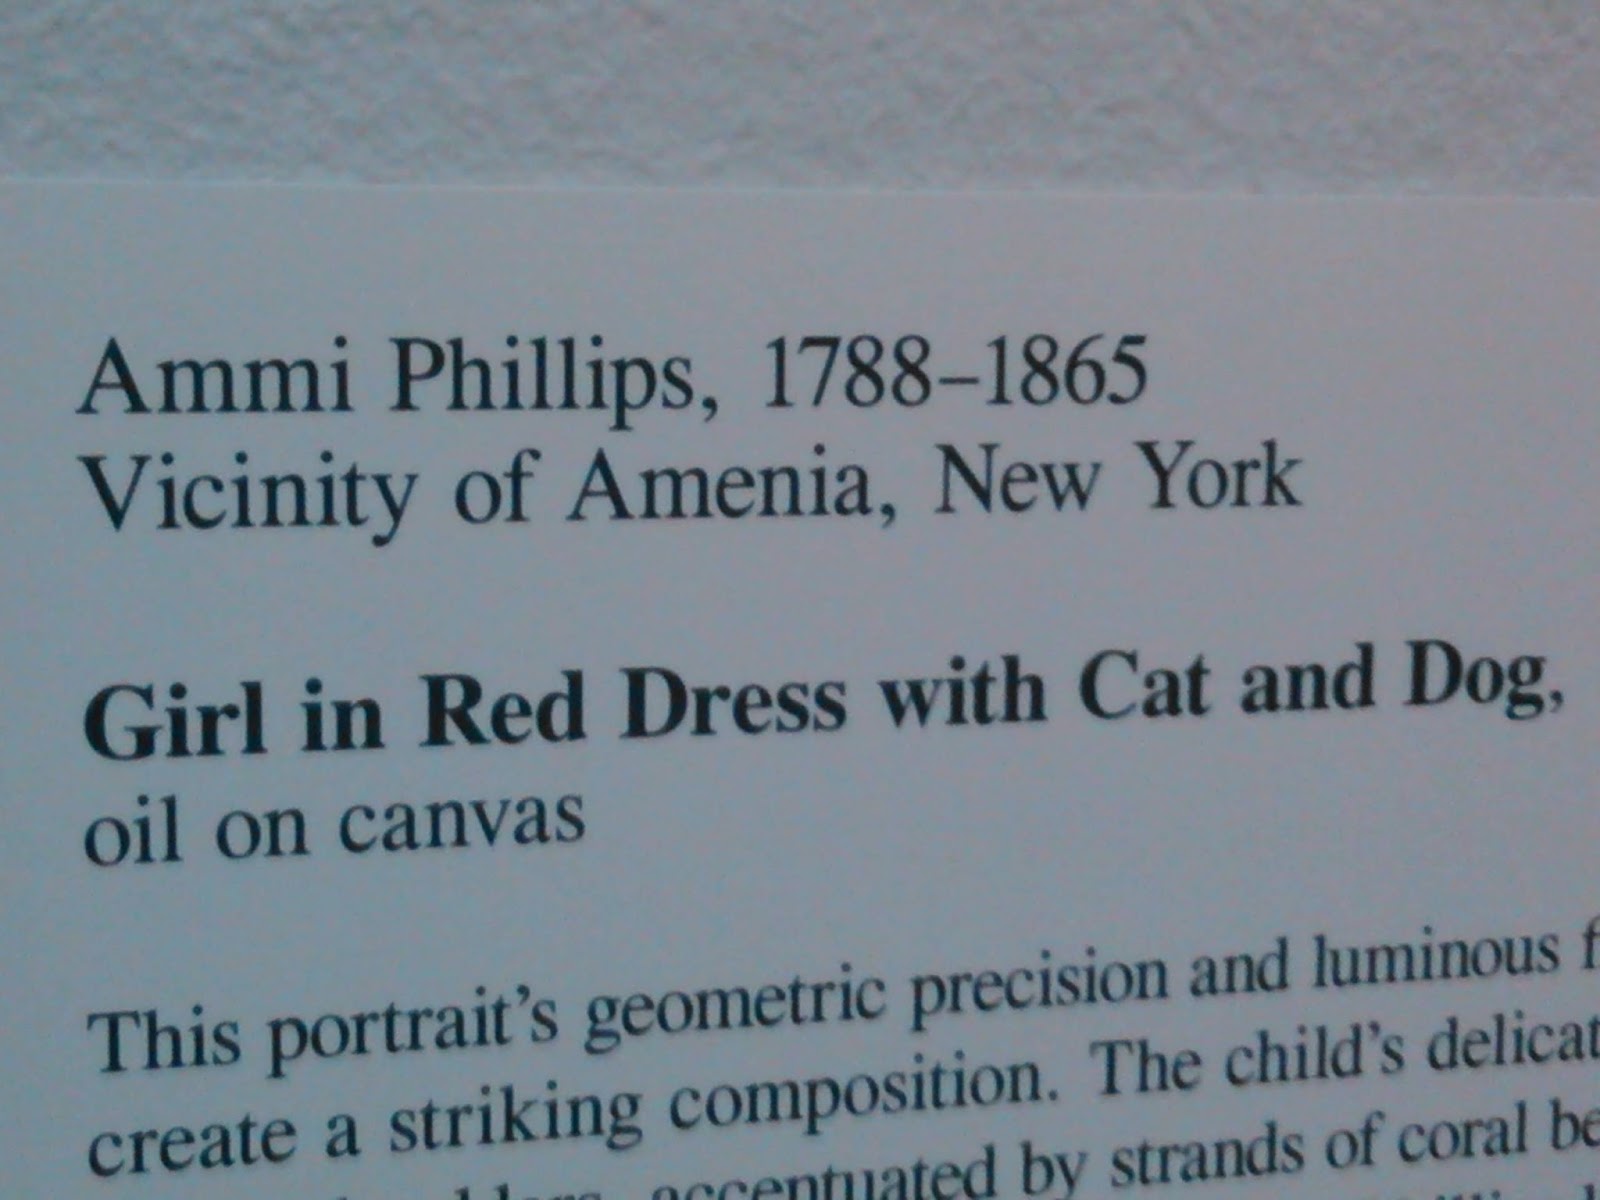 Ammi Phillips, 1788–1865
Vicinity of Amenia, New York
Girl in Red Dress with Cat and Dog,
oil on canvas
This portrait's geometric precision and luminous
create a striking composition. The child's
accentuated by strands of coral